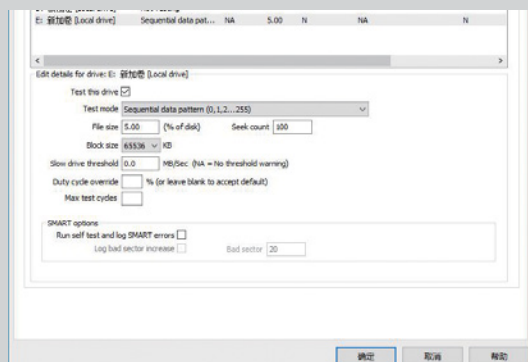 E: 新加卷 [Local drive] Sequential data pat... NA 5.00 N NA N
Edit details for drive: E: 新加卷 [Local drive]
Test this drive
Test mode Sequential data pattern (0,1,2...255)
File size 5.00 (% of disk) Seek count 100
Block size 65536 KB
Slow drive threshold 0.0 MB/Sec (NA = No threshold warning)
Duty cycle override % (or leave blank to accept default)
Max test cycles
SMART options
Run self test and log SMART errors
Log bad sector increase Bad sector 20
确定 取消 帮助